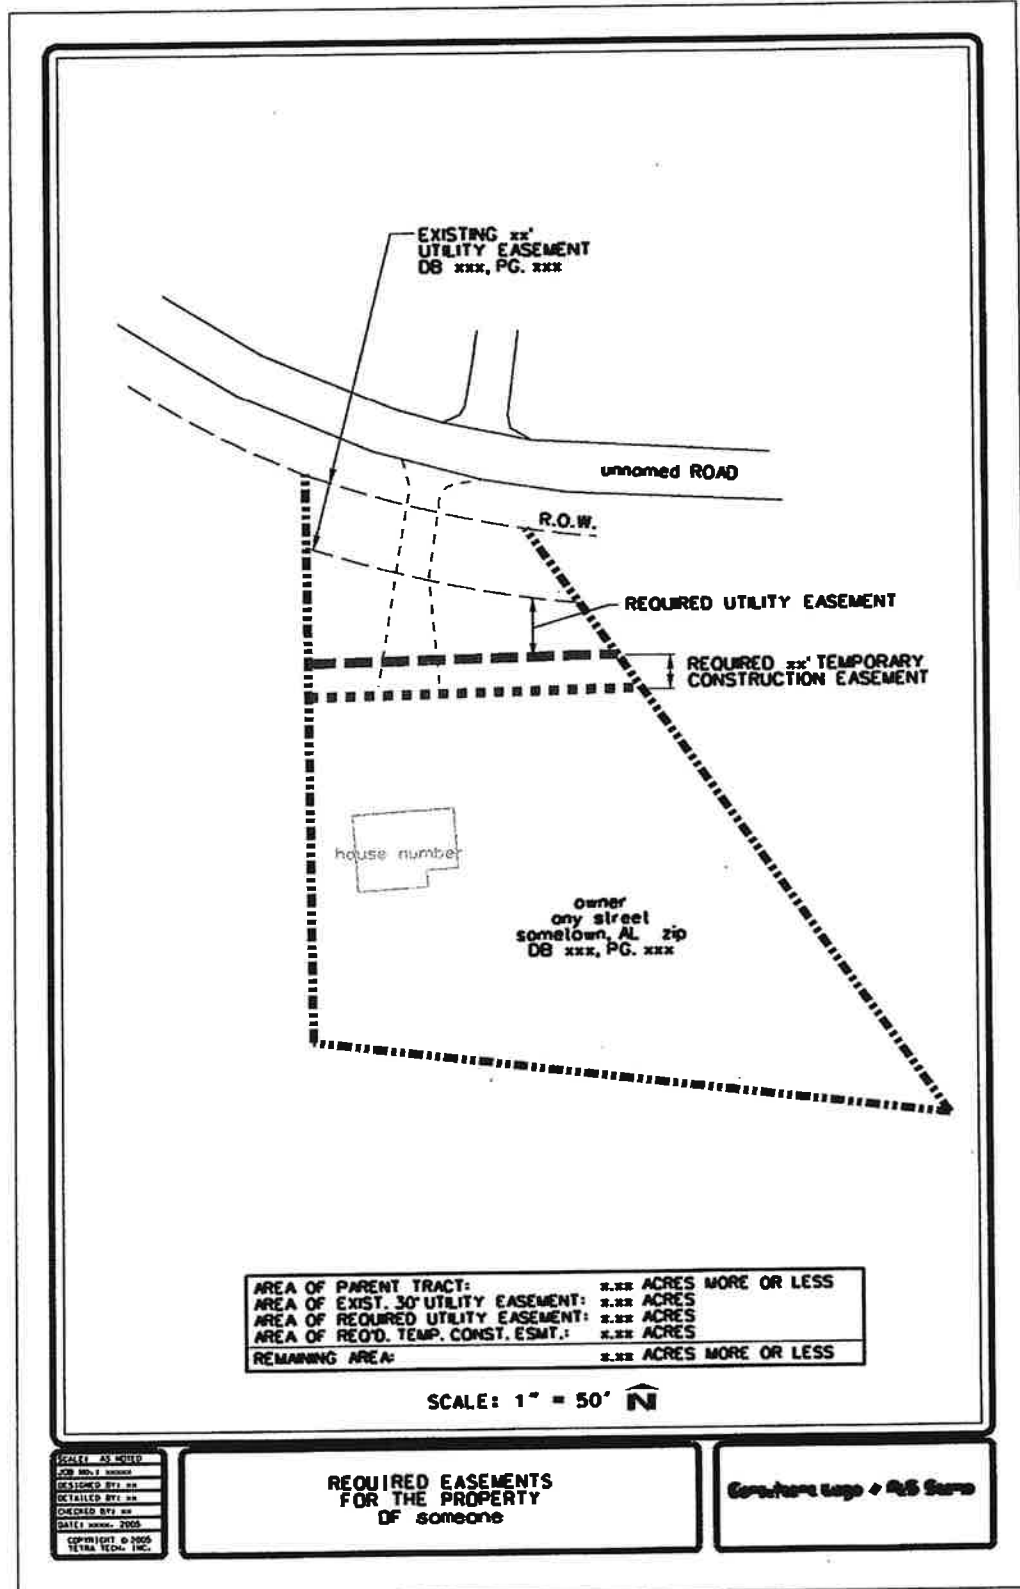 EXISTING xx'
UTILITY EASEMENT
DB xxx, PG. xxx
unnamed ROAD
R.O.W.
REQUIRED UTILITY EASEMENT
REQUIRED xx' TEMPORARY
CONSTRUCTION EASEMENT
house number
owner
any street
sometown, AL zip
DB xxx, PG. xxx
AREA OF PARENT TRACT: x.xx ACRES MORE OR LESS
AREA OF EXIST. 30' UTILITY EASEMENT: x.xx ACRES
AREA OF REQUIRED UTILITY EASEMENT: x.xx ACRES
AREA OF REQ'D. TEMP. CONST. ESMT.: x.xx ACRES
REMAINING AREA: x.xx ACRES MORE OR LESS
SCALE: 1" = 50' N
SCALE: AS NOTED
JOB NO.: xxxxx
DESIGNED BY: xx
DETAILED BY: xx
CHECKED BY: xx
DATE: xxxx, 2005
COPYRIGHT © 2005
TETRA TECH, INC.
REQUIRED EASEMENTS
FOR THE PROPERTY
OF someone